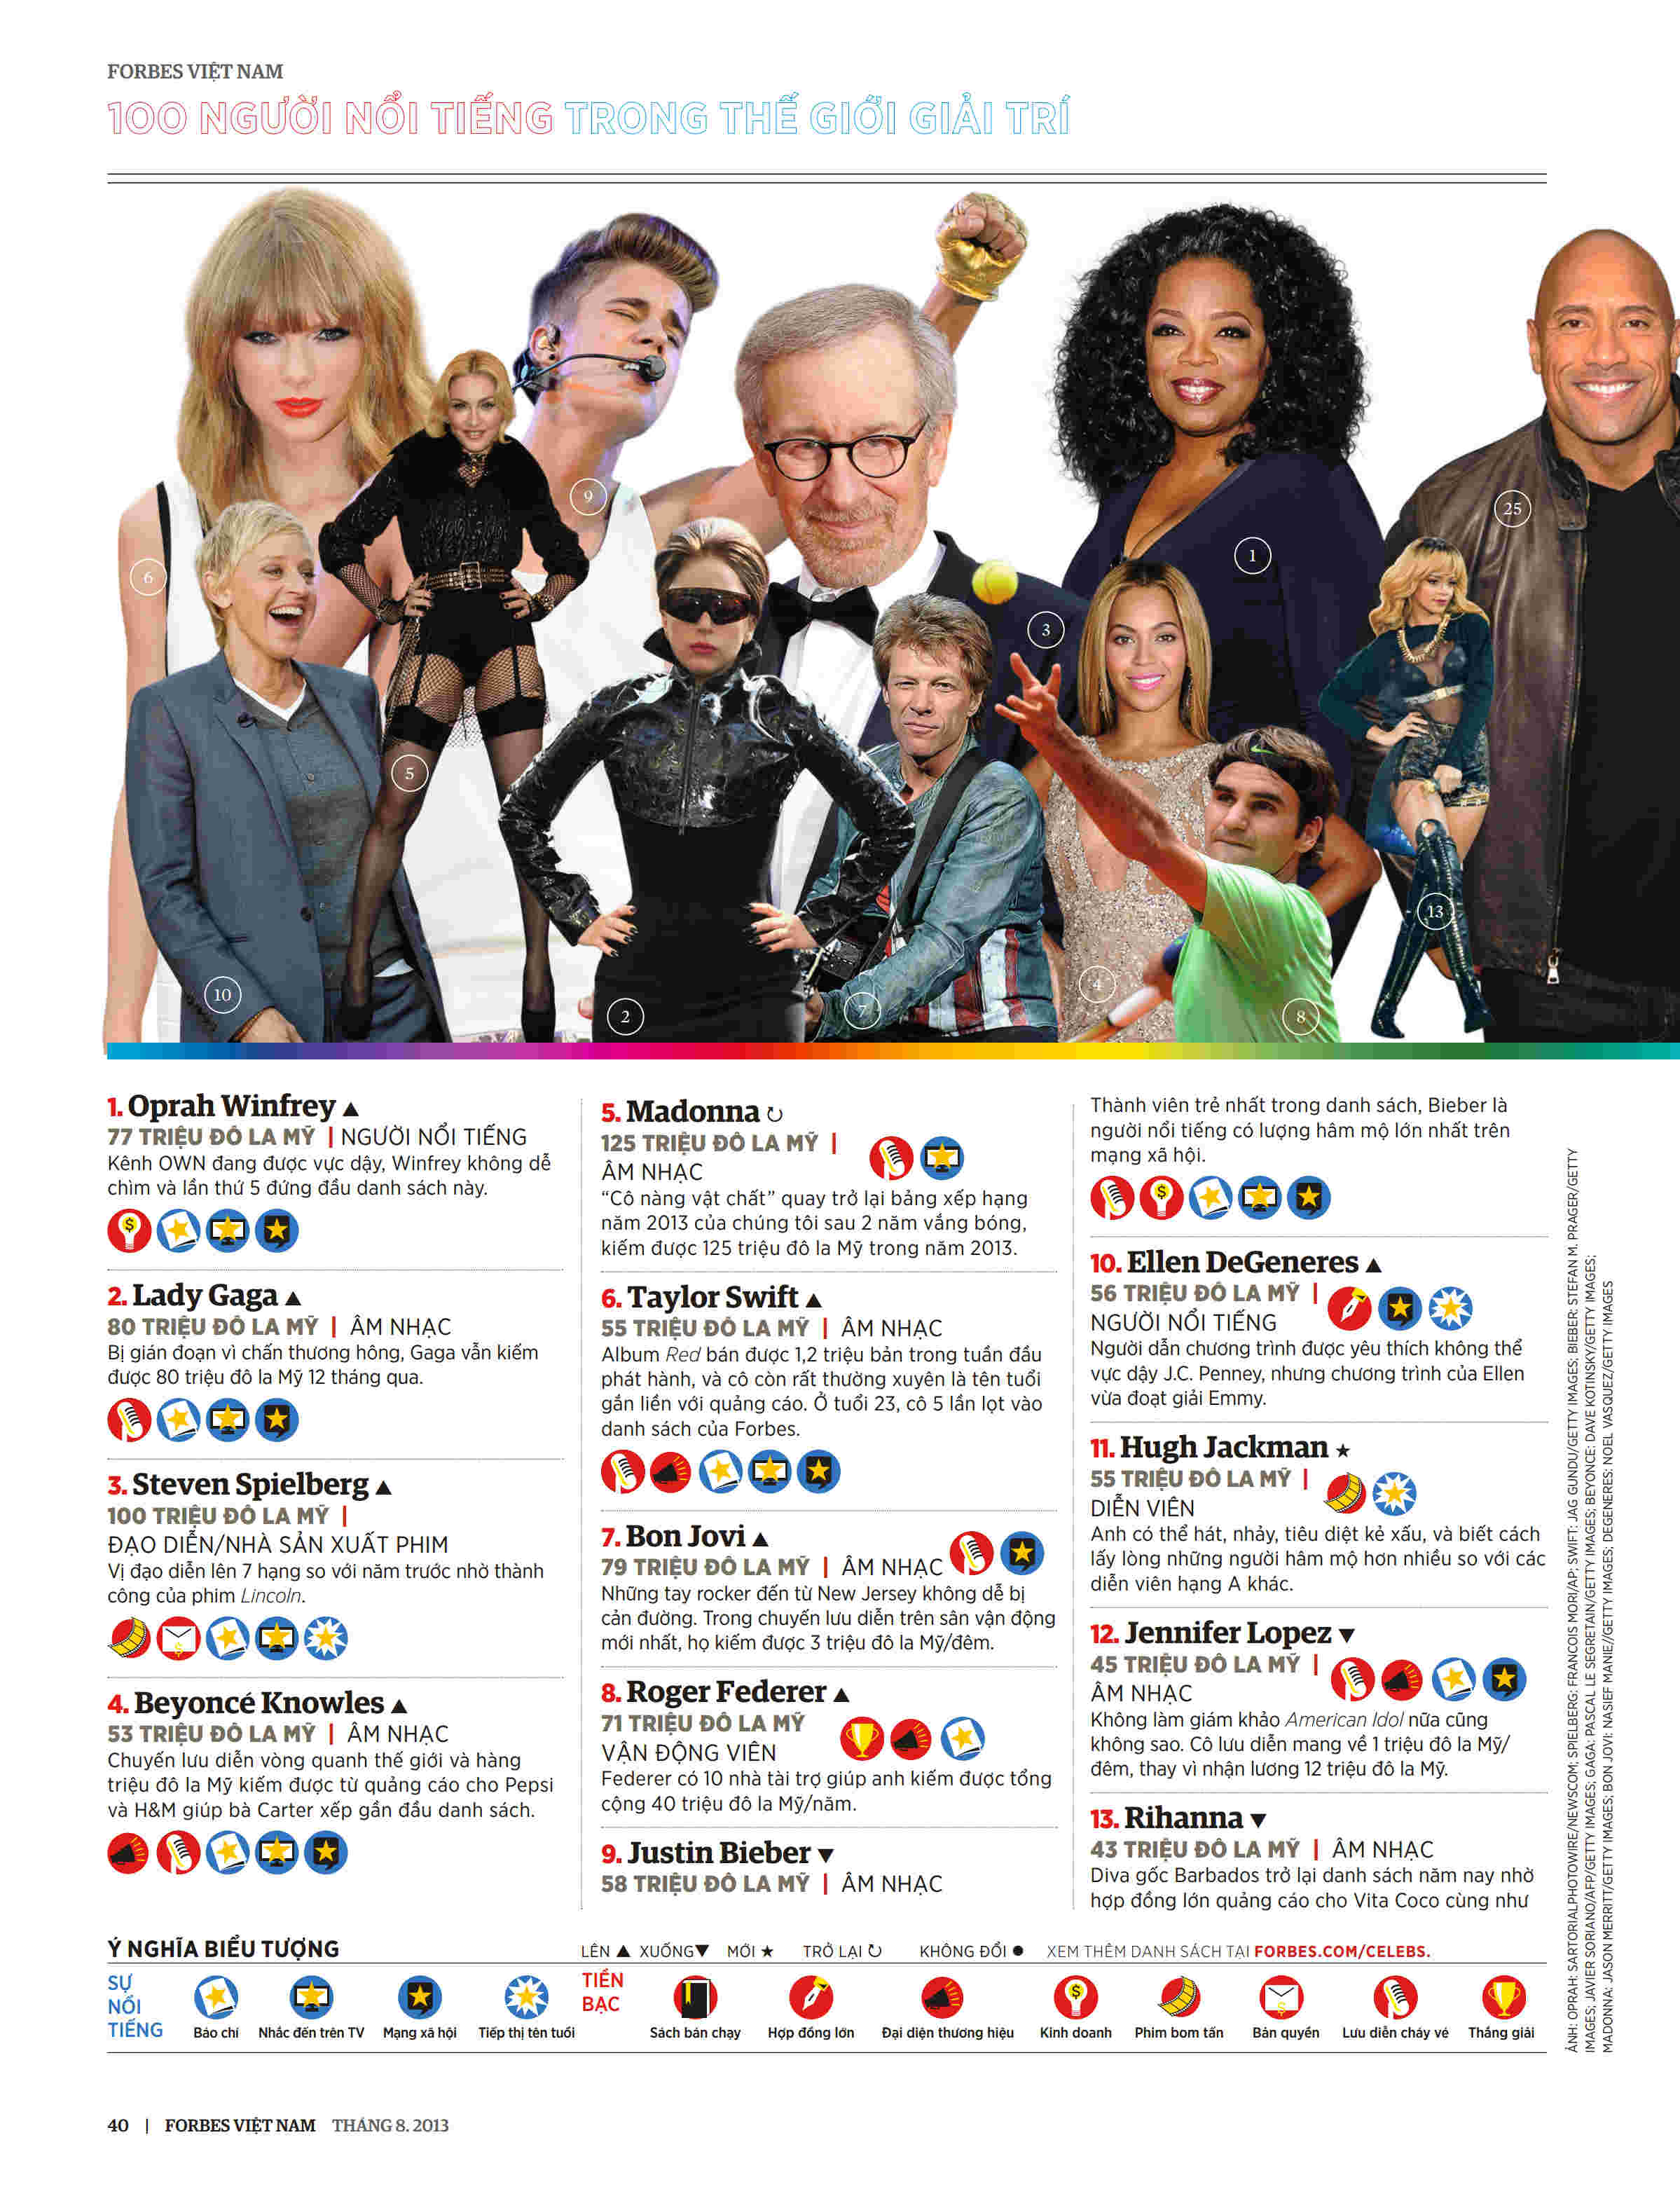 FORBES VIỆT NAM
100 NGƯỜI NỔI TIẾNG TRONG THẾ GIỚI GIẢI TRÍ
6
9
25
1
3
5
13
10
2
7
4
8
1. Oprah Winfrey ▲
77 TRIỆU ĐÔ LA MỸ | NGƯỜI NỔI TIẾNG
Kênh OWN đang được vực dậy, Winfrey không dễ
chìm và lần thứ 5 đứng đầu danh sách này.
2. Lady Gaga ▲
80 TRIỆU ĐÔ LA MỸ | ÂM NHẠC
Bị gián đoạn vì chấn thương hông, Gaga vẫn kiếm
được 80 triệu đô la Mỹ 12 tháng qua.
3. Steven Spielberg ▲
100 TRIỆU ĐÔ LA MỸ |
ĐẠO DIỄN/NHÀ SẢN XUẤT PHIM
Vị đạo diễn lên 7 hạng so với năm trước nhờ thành
công của phim Lincoln.
4. Beyoncé Knowles ▲
53 TRIỆU ĐÔ LA MỸ | ÂM NHẠC
Chuyến lưu diễn vòng quanh thế giới và hàng
triệu đô la Mỹ kiếm được từ quảng cáo cho Pepsi
và H&M giúp bà Carter xếp gần đầu danh sách.
5. Madonna ↻
125 TRIỆU ĐÔ LA MỸ |
ÂM NHẠC
“Cô nàng vật chất” quay trở lại bảng xếp hạng
năm 2013 của chúng tôi sau 2 năm vắng bóng,
kiếm được 125 triệu đô la Mỹ trong năm 2013.
6. Taylor Swift ▲
55 TRIỆU ĐÔ LA MỸ | ÂM NHẠC
Album Red bán được 1,2 triệu bản trong tuần đầu
phát hành, và cô còn rất thường xuyên là tên tuổi
gắn liền với quảng cáo. Ở tuổi 23, cô 5 lần lọt vào
danh sách của Forbes.
7. Bon Jovi ▲
79 TRIỆU ĐÔ LA MỸ | ÂM NHẠC
Những tay rocker đến từ New Jersey không dễ bị
cản đường. Trong chuyến lưu diễn trên sân vận động
mới nhất, họ kiếm được 3 triệu đô la Mỹ/đêm.
8. Roger Federer ▲
71 TRIỆU ĐÔ LA MỸ
VẬN ĐỘNG VIÊN
Federer có 10 nhà tài trợ giúp anh kiếm được tổng
cộng 40 triệu đô la Mỹ/năm.
9. Justin Bieber ▼
58 TRIỆU ĐÔ LA MỸ | ÂM NHẠC
Thành viên trẻ nhất trong danh sách, Bieber là
người nổi tiếng có lượng hâm mộ lớn nhất trên
mạng xã hội.
10. Ellen DeGeneres ▲
56 TRIỆU ĐÔ LA MỸ |
NGƯỜI NỔI TIẾNG
Người dẫn chương trình được yêu thích không thể
vực dậy J.C. Penney, nhưng chương trình của Ellen
vừa đoạt giải Emmy.
11. Hugh Jackman ★
55 TRIỆU ĐÔ LA MỸ |
DIỄN VIÊN
Anh có thể hát, nhảy, tiêu diệt kẻ xấu, và biết cách
lấy lòng những người hâm mộ hơn nhiều so với các
diễn viên hạng A khác.
12. Jennifer Lopez ▼
45 TRIỆU ĐÔ LA MỸ |
ÂM NHẠC
Không làm giám khảo American Idol nữa cũng
không sao. Cô lưu diễn mang về 1 triệu đô la Mỹ/
đêm, thay vì nhận lương 12 triệu đô la Mỹ.
13. Rihanna ▼
43 TRIỆU ĐÔ LA MỸ | ÂM NHẠC
Diva gốc Barbados trở lại danh sách năm nay nhờ
hợp đồng lớn quảng cáo cho Vita Coco cùng như
ẢNH: OPRAH: SARTORIALPHOTOWIRE/NEWSCOM; SPIELBERG: FRANCOIS MORI/AP; SWIFT: JAG GUNDU/GETTY IMAGES; BIEBER: STEFAN M. PRAGER/GETTY
IMAGES; JAVIER SORIANO/AFP/GETTY IMAGES; GAGA: PASCAL LE SEGRETAIN/GETTY IMAGES; BEYONCE: DAVE KOTINSKY/GETTY IMAGES;
MADONNA: JASON MERRITT/GETTY IMAGES; BON JOVI: NASIEF MANIE//GETTY IMAGES; DEGENERES: NOEL VASQUEZ/GETTY IMAGES
Ý NGHĨA BIỂU TƯỢNG
LÊN ▲ XUỐNG▼ MỚI ★ TRỞ LẠI ↻ KHÔNG ĐỔI ● XEM THÊM DANH SÁCH TẠI FORBES.COM/CELEBS.
SỰ
NỔI
TIẾNG
Báo chí Nhắc đến trên TV Mạng xã hội Tiếp thị tên tuổi
TIỀN
BẠC
Sách bán chạy Hợp đồng lớn Đại diện thương hiệu Kinh doanh Phim bom tấn Bản quyền Lưu diễn cháy vé Thắng giải
40 | FORBES VIỆT NAM THÁNG 8. 2013